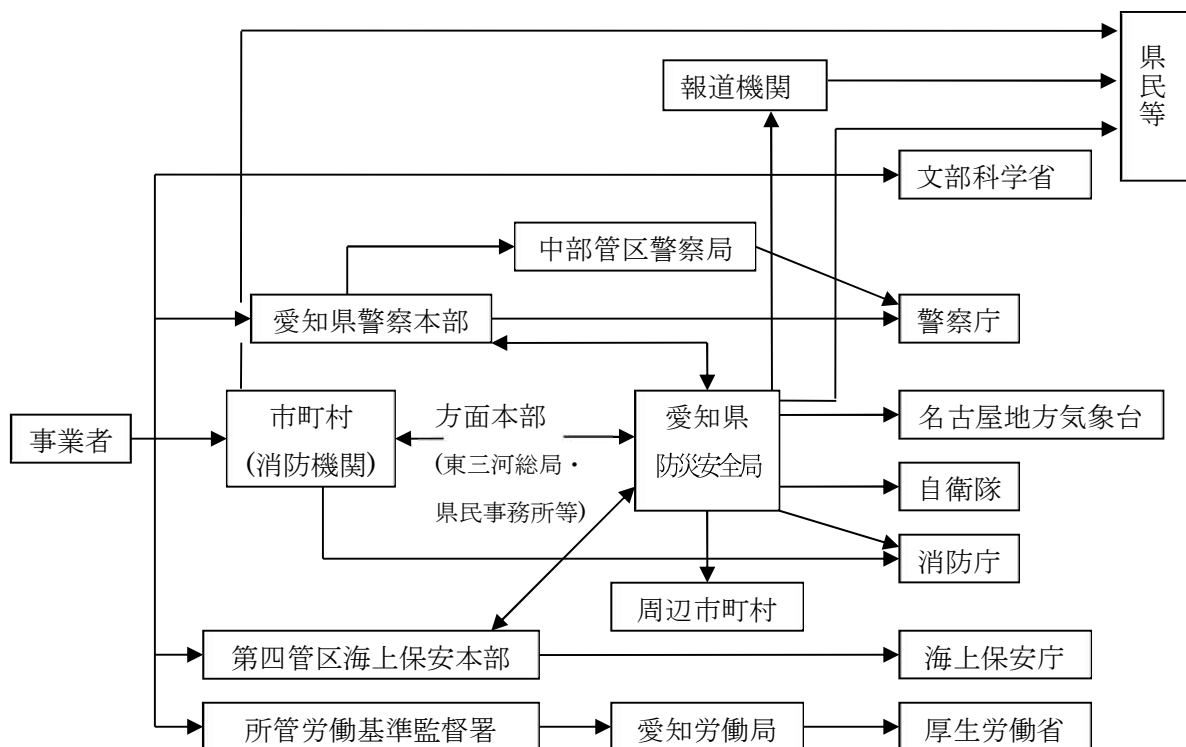 県民等
報道機関
文部科学省
中部管区警察局
愛知県警察本部
警察庁
事業者
市町村
(消防機関)
方面本部
(東三河総局・
県民事務所等)
愛知県
防災安全局
名古屋地方気象台
自衛隊
消防庁
周辺市町村
第四管区海上保安本部
海上保安庁
所管労働基準監督署
愛知労働局
厚生労働省